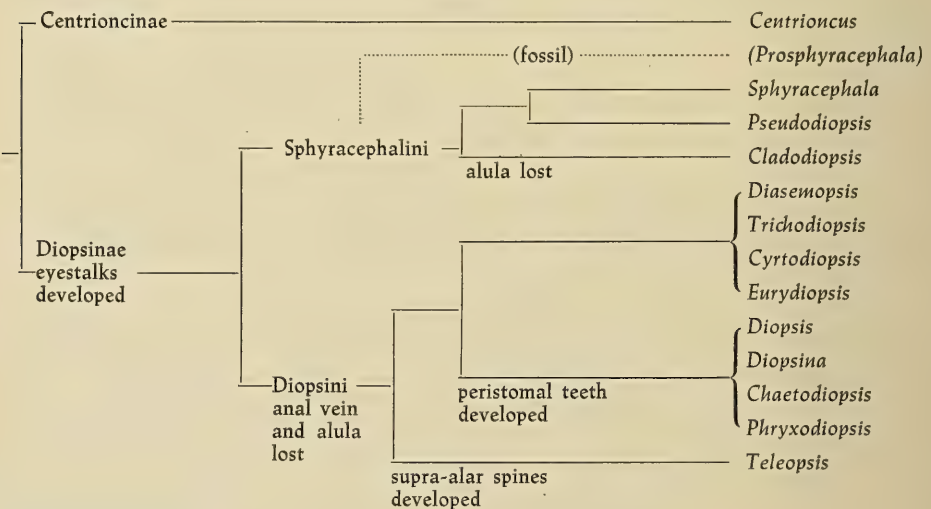 Centrioncinae
Centrioncus
(fossil)
(Prosphyracephala)
Sphyracephala
Pseudodiopsis
Sphyracephalini
Cladodiopsis
alula lost
Diasemopsis
Trichodiopsis
Cyrtodiopsis
Eurydiopsis
Diopsinae
eyestalks
developed
Diopsis
Diopsina
Chaetodiopsis
Phryxodiopsis
Diopsini
anal vein
and alula
lost
peristomal teeth
developed
Teleopsis
supra-alar spines
developed